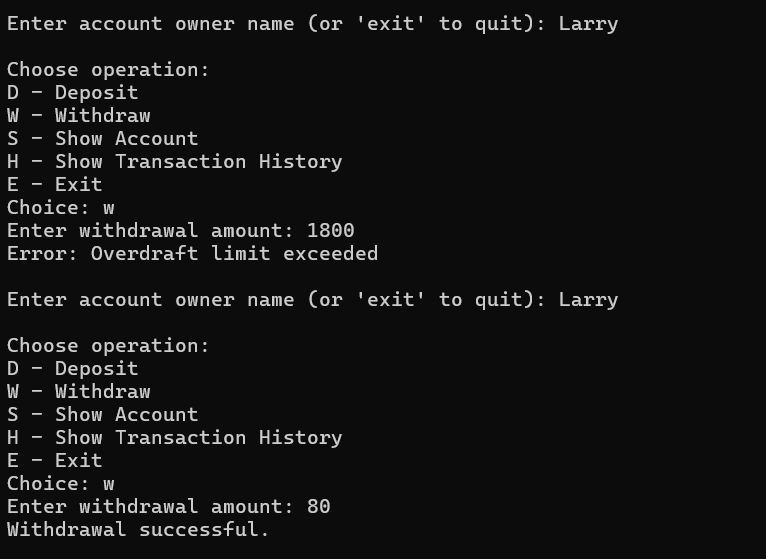 Enter account owner name (or 'exit' to quit): Larry
Choose operation:
D - Deposit
W - Withdraw
S - Show Account
H - Show Transaction History
E - Exit
Choice: w
Enter withdrawal amount: 1800
Error: Overdraft limit exceeded
Enter account owner name (or 'exit' to quit): Larry
Choose operation:
D - Deposit
W - Withdraw
S - Show Account
H - Show Transaction History
E - Exit
Choice: w
Enter withdrawal amount: 80
Withdrawal successful.